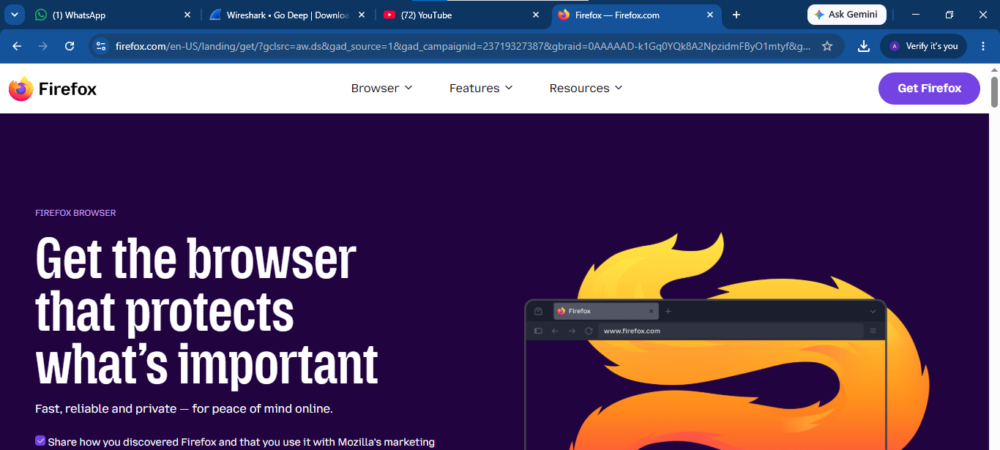 (1) WhatsApp
Wireshark • Go Deep | Downloa
(72) YouTube
Firefox — Firefox.com
Ask Gemini
firefox.com/en-US/landing/get/?gclsrc=aw.ds&gad_source=1&gad_campaignid=23719327387&gbraid=0AAAAAD-k1Gq0YQk8A2NpzidmFByO1mtyf&g...
A
Verify it's you
Firefox
Browser
Features
Resources
Get Firefox
FIREFOX BROWSER
Get the browser
that protects
what's important
Fast, reliable and private — for peace of mind online.
Share how you discovered Firefox and that you use it with Mozilla's marketing
Firefox
www.firefox.com